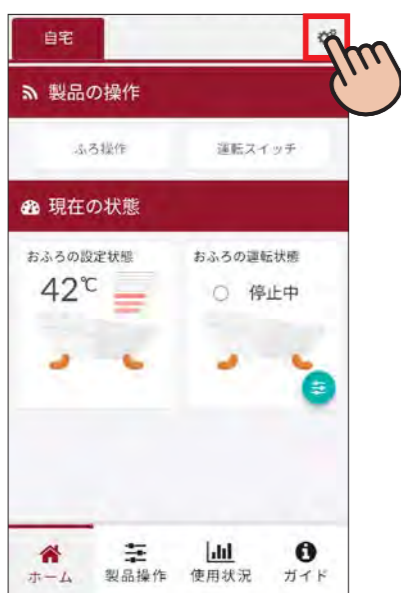 自宅
製品の操作
ふろ操作
運転スイッチ
現在の状態
おふろの設定状態
おふろの運転状態
42℃
停止中
ホーム
製品操作
使用状況
ガイド